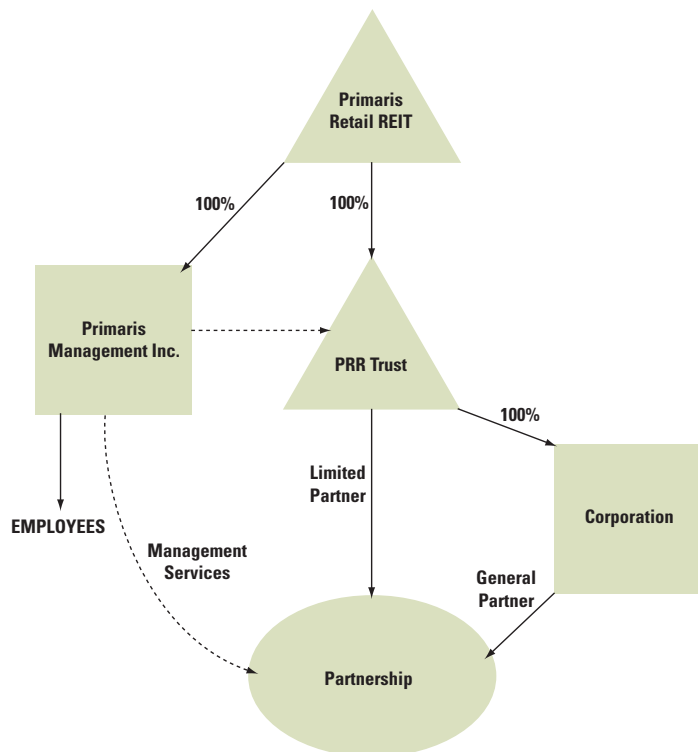 Primaris
Retail REIT
100%
100%
Primaris
Management Inc.
PRR Trust
100%
Limited
Partner
EMPLOYEES
Corporation
Management
Services
General
Partner
Partnership